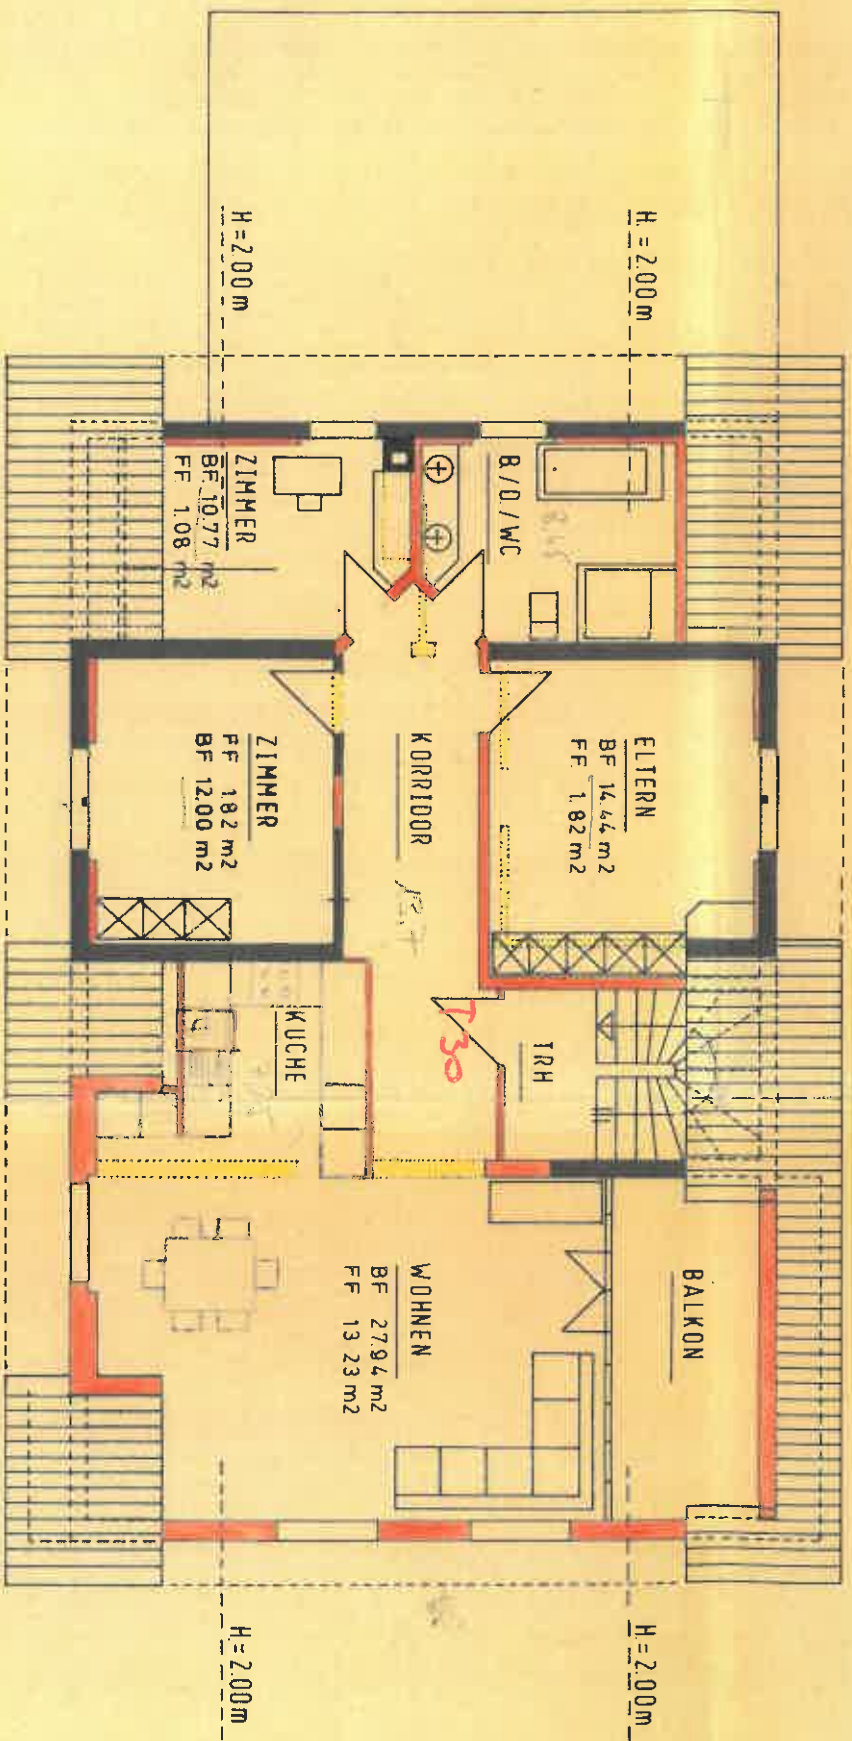 H.=2.00m
H.=2.00m
BALKON
ELTERN
BF 14.44 m2
FF. 1.82 m2
TRH
T30
B/D/WC
8.45
KORRIDOR
WOHNEN
BF 27.94 m2
FF 13 23 m2
KÜCHE
ZIMMER
BF 10.77 m2
FF 1.08 m2
ZIMMER
FF 1.82 m2
BF 12.00 m2
H=2.00m
H.=2.00m